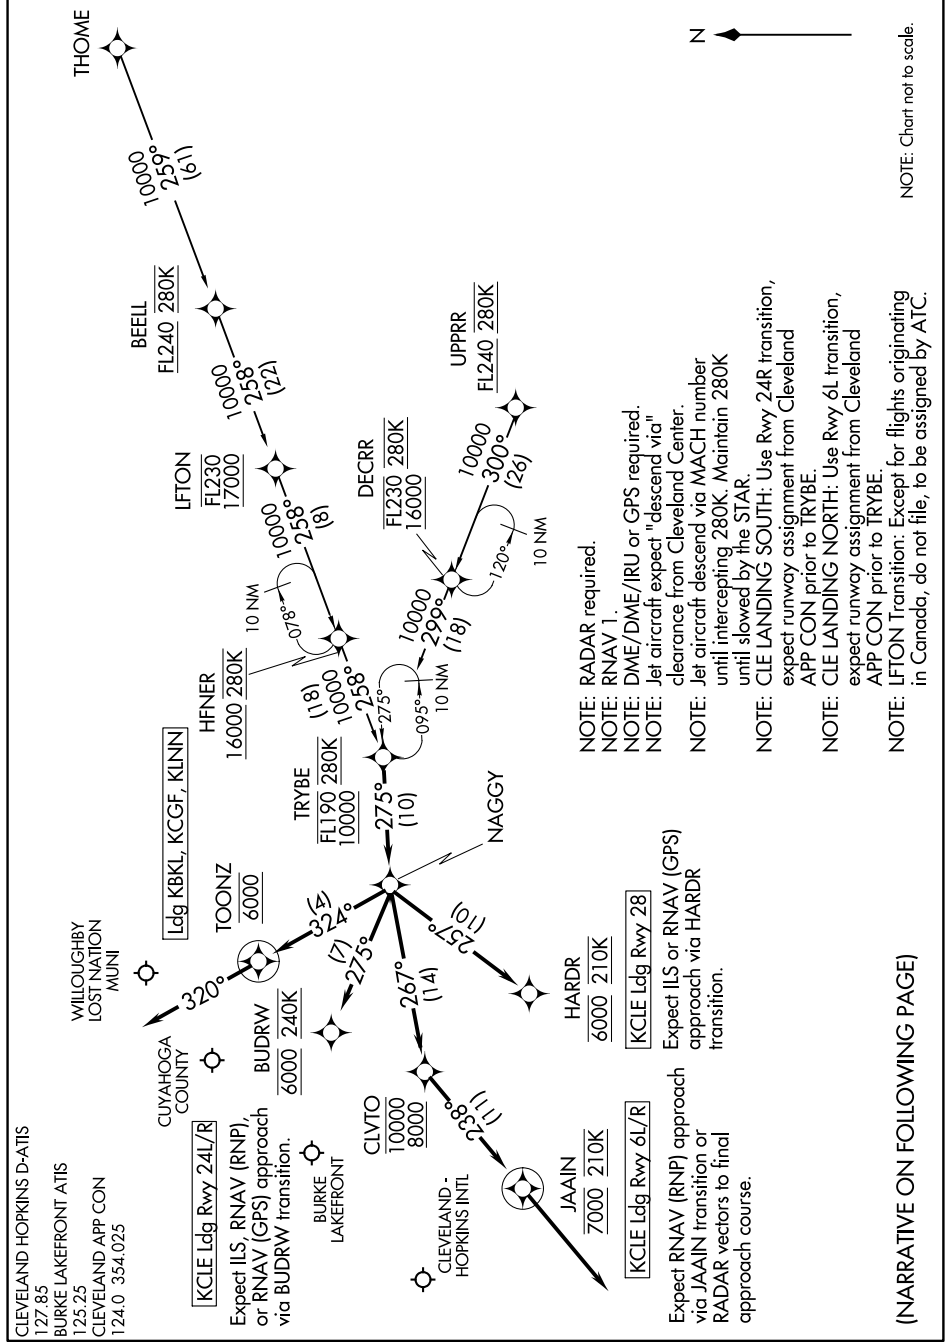 CLEVELAND HOPKINS D-ATIS
127.85
BURKE LAKEFRONT ATIS
125.25
CLEVELAND APP CON
124.0 354.025
WILLOUGHBY
LOST NATION
MUNI
CUYAHOGA
COUNTY
320°
Ldg KBKL, KCGF, KLNN
TOONZ
6000
324°
(4)
KCLE Ldg Rwy 24L/R
Expect ILS, RNAV (RNP),
or RNAV (GPS) approach
via BUDRW transition.
BUDRW
6000 240K
275°
(7)
BURKE
LAKEFRONT
CLVTO
10000
8000
267°
(14)
CLEVELAND -
HOPKINS INTL
238°
(11)
JAAIN
7000 210K
KCLE Ldg Rwy 6L/R
Expect RNAV (RNP) approach
via JAAIN transition or
RADAR vectors to final
approach course.
257°
(10)
HARDR
6000 210K
KCLE Ldg Rwy 28
Expect ILS or RNAV (GPS)
approach via HARDR
transition.
NAGGY
275°
(10)
TRYBE
FL190 280K
10000
HFNER
16000 280K
(18)
10000
258°
10 NM
078°
275°
095°
10 NM
LFTON
FL230
17000
10000
258°
(8)
BEELL
FL240 280K
10000
258°
(22)
THOME
10000
259°
(61)
DECRR
FL230 280K
16000
10000
299°
(18)
120°
10 NM
UPPRR
FL240 280K
10000
300°
(26)
N
NOTE: RADAR required.
NOTE: RNAV 1.
NOTE: DME/DME/IRU or GPS required.
NOTE: Jet aircraft expect "descend via"
clearance from Cleveland Center.
NOTE: Jet aircraft descend via MACH number
until intercepting 280K. Maintain 280K
until slowed by the STAR.
NOTE: CLE LANDING SOUTH: Use Rwy 24R transition,
expect runway assignment from Cleveland
APP CON prior to TRYBE.
NOTE: CLE LANDING NORTH: Use Rwy 6L transition,
expect runway assignment from Cleveland
APP CON prior to TRYBE.
NOTE: LFTON Transition: Except for flights originating
in Canada, do not file, to be assigned by ATC.
NOTE: Chart not to scale.
(NARRATIVE ON FOLLOWING PAGE)